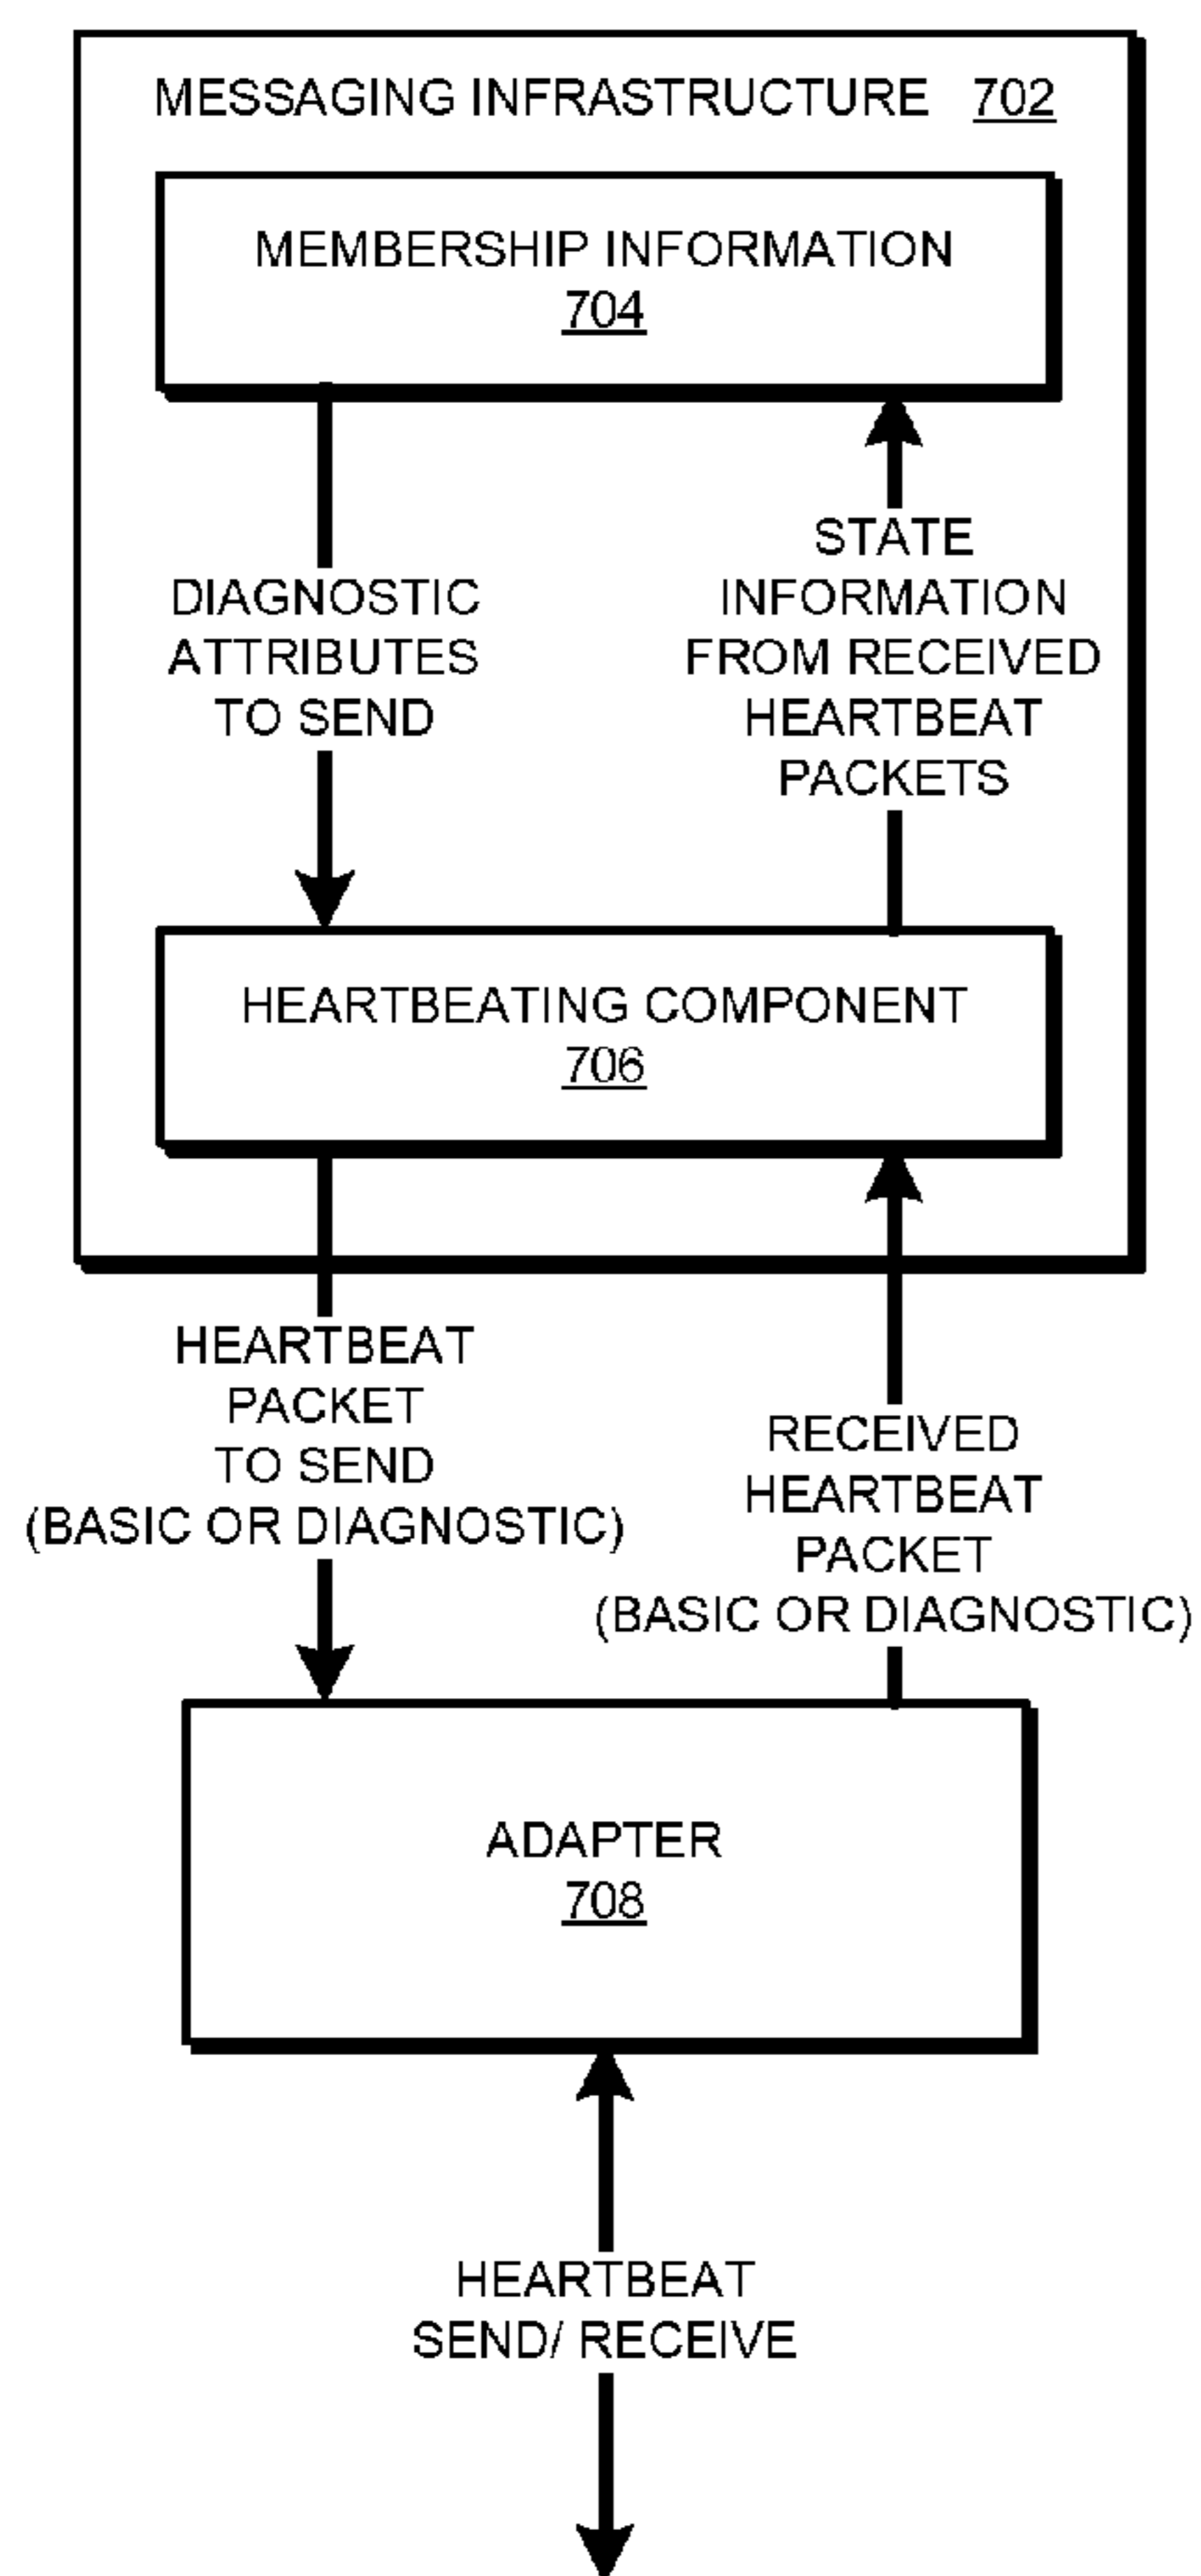 MESSAGING INFRASTRUCTURE 702
MEMBERSHIP INFORMATION
704
DIAGNOSTIC
ATTRIBUTES
TO SEND
STATE
INFORMATION
FROM RECEIVED
HEARTBEAT
PACKETS
HEARTBEATING COMPONENT
706
HEARTBEAT
PACKET
TO SEND
(BASIC OR DIAGNOSTIC)
RECEIVED
HEARTBEAT
PACKET
(BASIC OR DIAGNOSTIC)
ADAPTER
708
HEARTBEAT
SEND/ RECEIVE